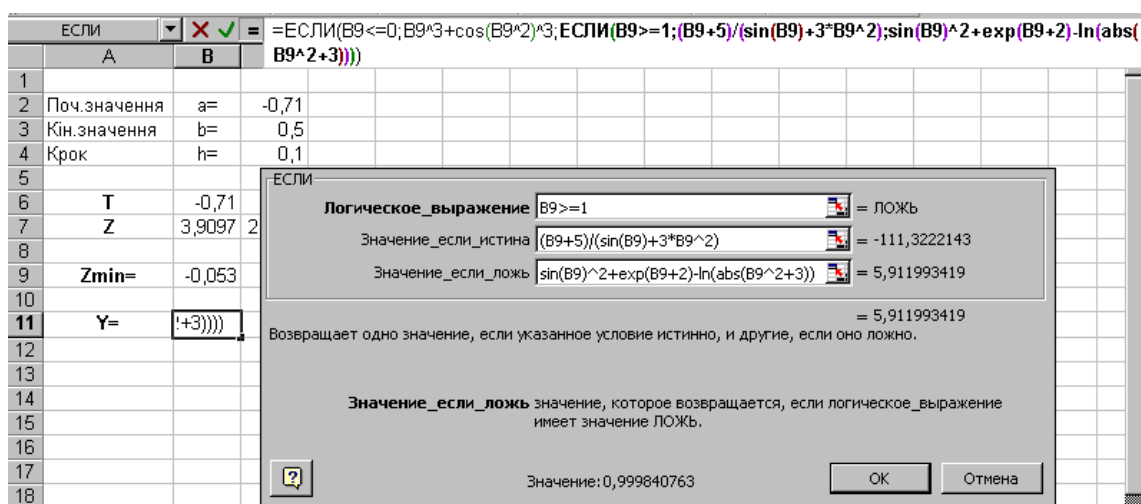 ЕСЛИ = =ЕСЛИ(B9<=0;B9^3+cos(B9^2)^3;ЕСЛИ(B9>=1;(B9+5)/(sin(B9)+3*B9^2);sin(B9)^2+exp(B9+2)-ln(abs(
B9^2+3))))
A B
1
2 Поч.значення a= -0,71
3 Кін.значення b= 0,5
4 Крок h= 0,1
5
ЕСЛИ
6 T -0,71
Логическое_выражение B9>=1 = ЛОЖЬ
7 Z 3,9097 2
Значение_если_истина (B9+5)/(sin(B9)+3*B9^2) = -111,3222143
8
9 Zmin= -0,053
Значение_если_ложь sin(B9)^2+exp(B9+2)-ln(abs(B9^2+3)) = 5,911993419
10
= 5,911993419
11 Y= !+3))))
Возвращает одно значение, если указанное условие истинно, и другие, если оно ложно.
12
13
14
Значение_если_ложь значение, которое возвращается, если логическое_выражение
15
имеет значение ЛОЖЬ.
16
17
? Значение:0,999840763 OK Отмена
18